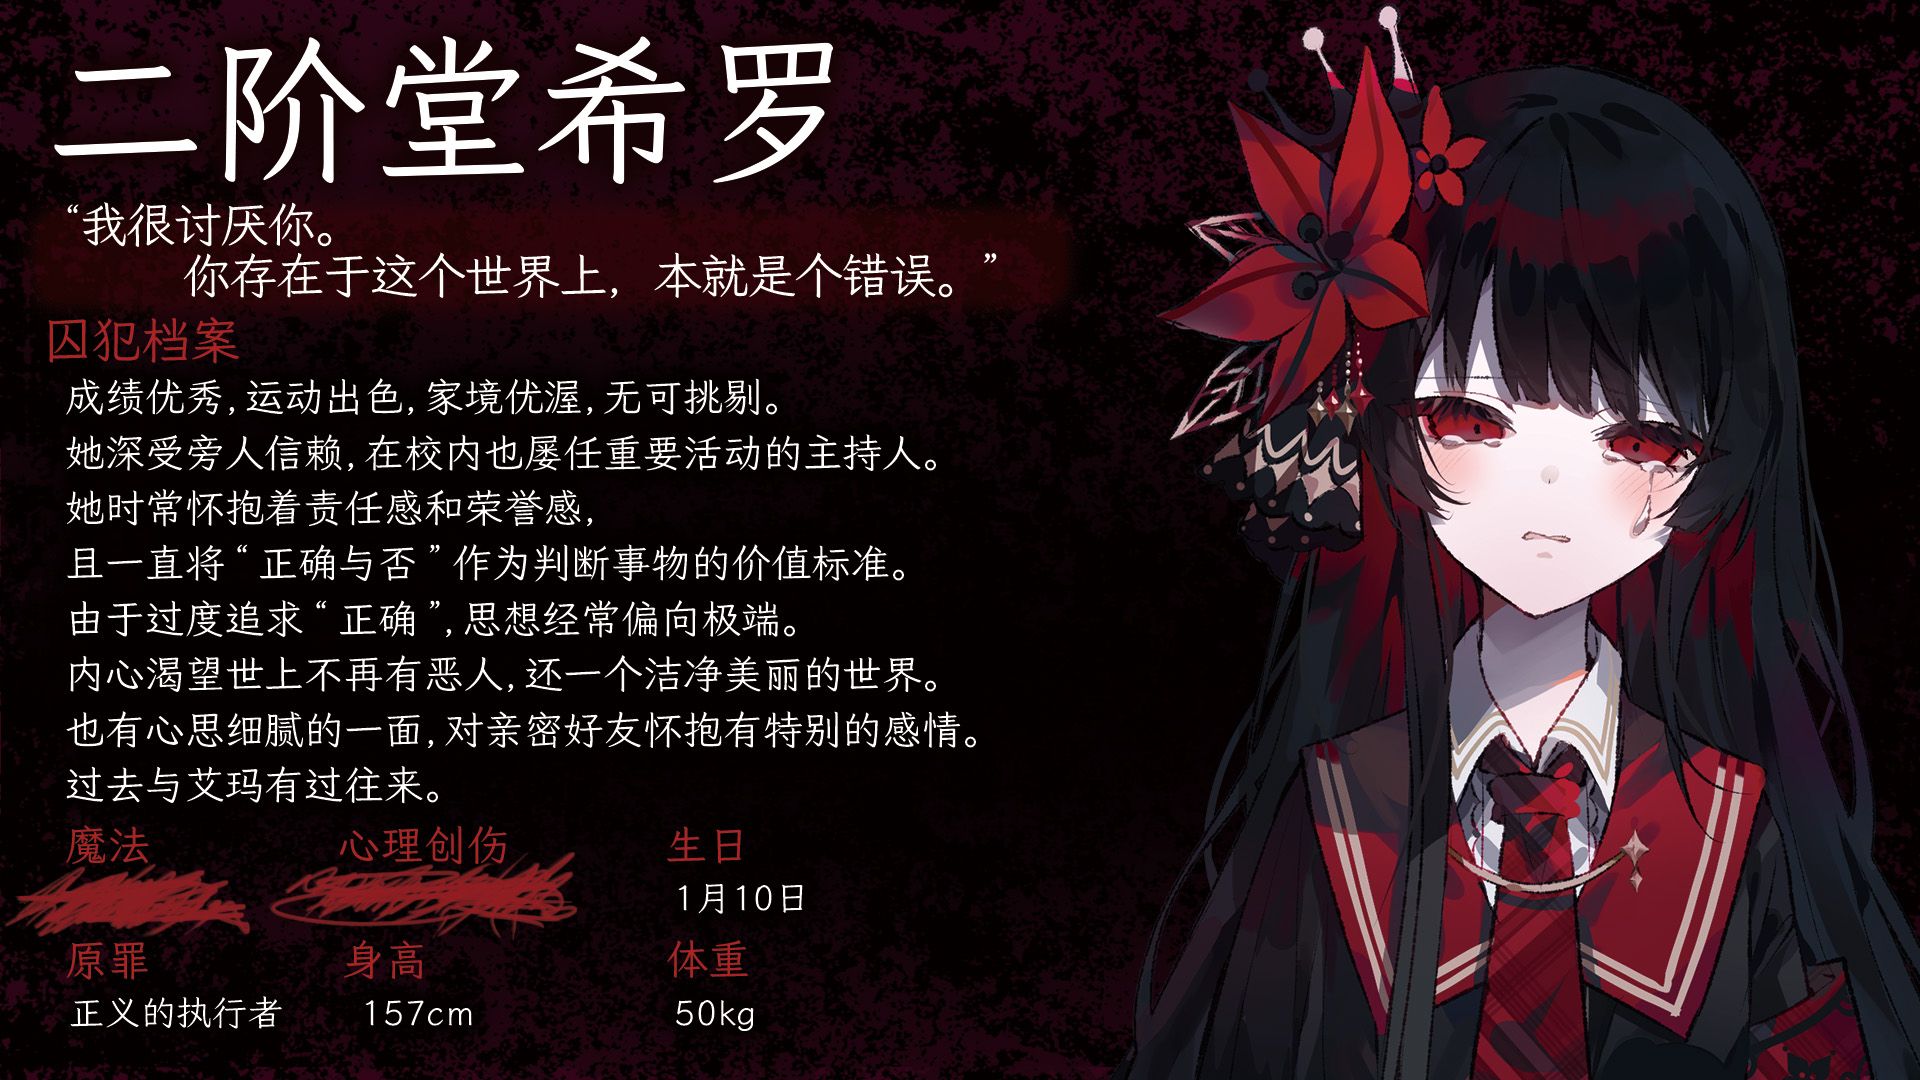 二阶堂希罗
“我很讨厌你。
你存在于这个世界上，本就是个错误。”
囚犯档案
成绩优秀,运动出色,家境优渥,无可挑剔。
她深受旁人信赖,在校内也屡任重要活动的主持人。
她时常怀抱着责任感和荣誉感,
且一直将“正确与否”作为判断事物的价值标准。
由于过度追求“正确”,思想经常偏向极端。
内心渴望世上不再有恶人,还一个洁净美丽的世界。
也有心思细腻的一面,对亲密好友怀抱有特别的感情。
过去与艾玛有过往来。
魔法 心理创伤 生日
1月10日
原罪 身高 体重
正义的执行者 157cm 50kg